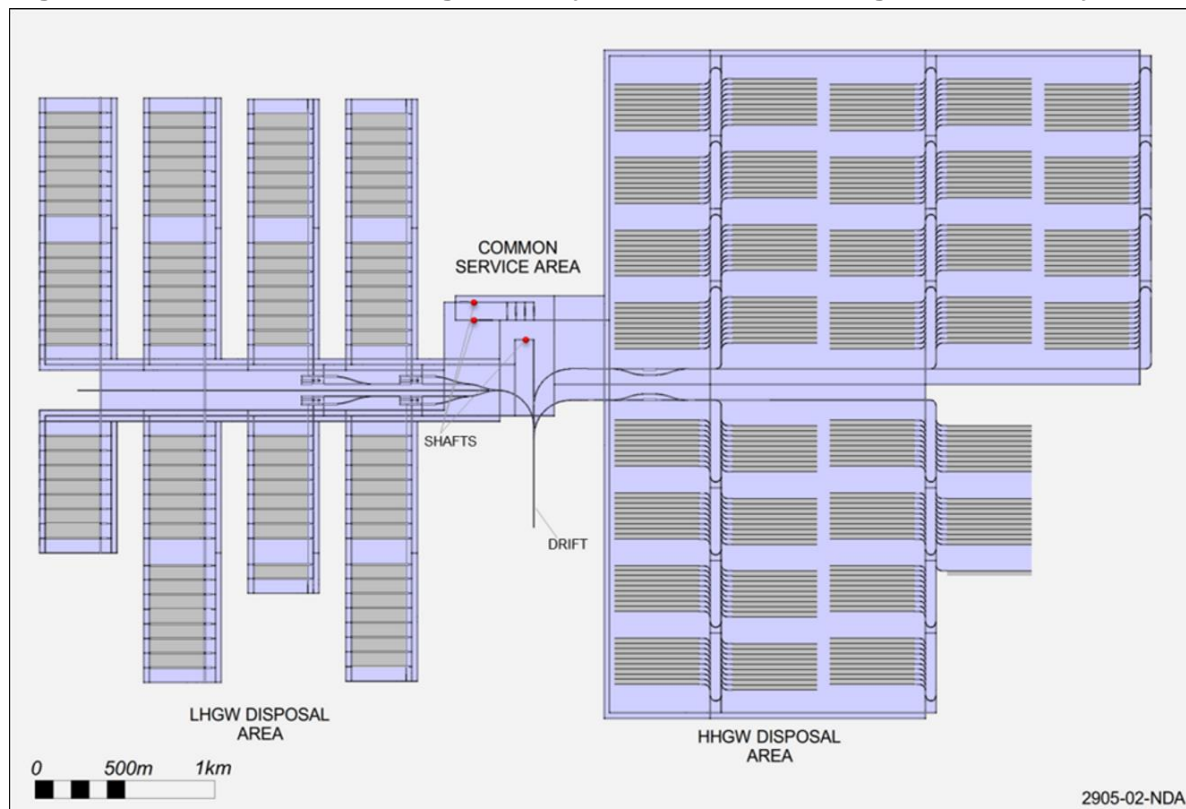 COMMON
SERVICE AREA
SHAFTS
DRIFT
LHGW DISPOSAL
AREA
HHGW DISPOSAL
AREA
0 500m 1km
2905-02-NDA